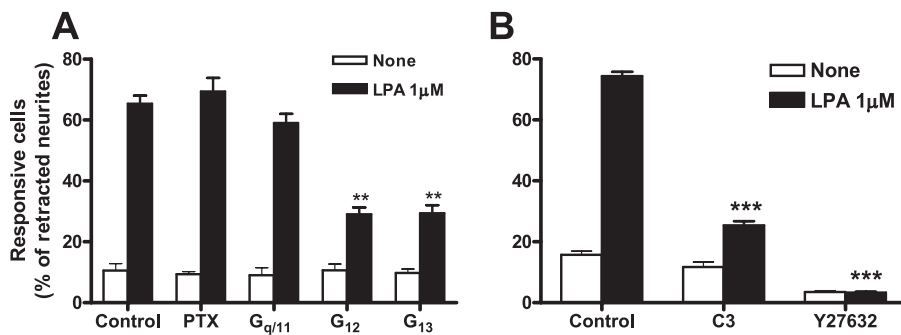 A
None
LPA 1µM
Responsive cells
(% of retracted neurites)
80
60
40
20
0
**
**
Control PTX Gq/11 G12 G13
B
None
LPA 1µM
80
60
40
20
0
***
***
Control C3 Y27632